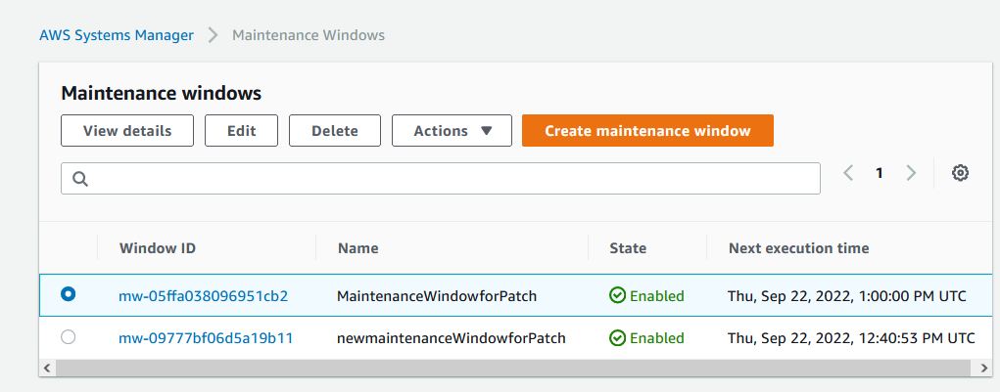 AWS Systems Manager Maintenance Windows
Maintenance windows
View details Edit Delete Actions Create maintenance window
1
Window ID Name State Next execution time
mw-05ffa038096951cb2 MaintenanceWindowforPatch Enabled Thu, Sep 22, 2022, 1:00:00 PM UTC
mw-09777bf06d5a19b11 newmaintenanceWindowforPatch Enabled Thu, Sep 22, 2022, 12:40:53 PM UTC